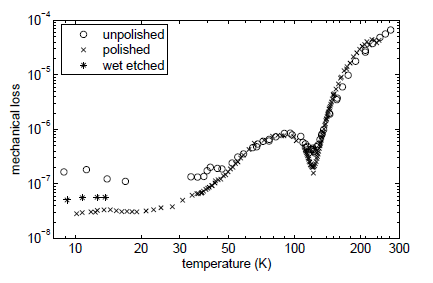 10^-4
unpolished
polished
wet etched
10^-5
mechanical loss
10^-6
10^-7
10^-8
10 20 30 50 100 200 300
temperature (K)